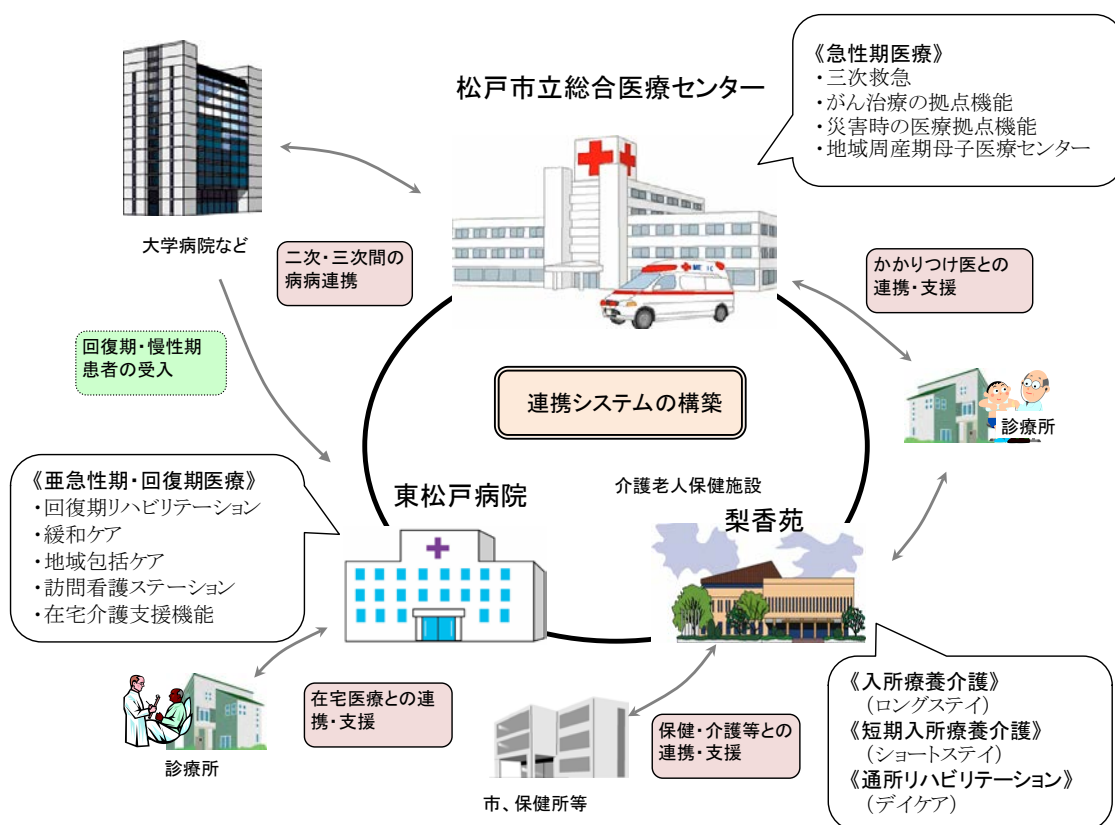 松戸市立総合医療センター
《急性期医療》
・三次救急
・がん治療の拠点機能
・災害時の医療拠点機能
・地域周産期母子医療センター
大学病院など
二次・三次間の
病病連携
かかりつけ医との
連携・支援
回復期・慢性期
患者の受入
連携システムの構築
診療所
《亜急性期・回復期医療》
・回復期リハビリテーション
・緩和ケア
・地域包括ケア
・訪問看護ステーション
・在宅介護支援機能
東松戸病院
介護老人保健施設
梨香苑
在宅医療との連
携・支援
診療所
保健・介護等との
連携・支援
市、保健所等
《入所療養介護》
(ロングステイ)
《短期入所療養介護》
(ショートステイ)
《通所リハビリテーション》
(デイケア)